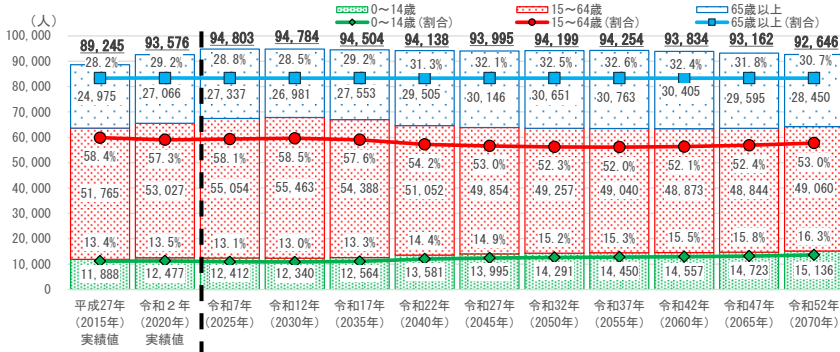 0～14歳 15～64歳 65歳以上
0～14歳(割合) 15～64歳(割合) 65歳以上(割合)
(人)
100,000
90,000
80,000
70,000
60,000
50,000
40,000
30,000
20,000
10,000
0
89,245 93,576 94,803 94,784 94,504 94,138 93,995 94,199 94,254 93,834 93,162 92,646
28.2% 29.2% 28.8% 28.5% 29.2% 31.3% 32.1% 32.5% 32.6% 32.4% 31.8% 30.7%
24,975 27,066 27,337 26,981 27,553 29,505 30,146 30,651 30,763 30,405 29,595 28,450
58.4% 57.3% 58.1% 58.5% 57.6% 54.2% 53.0% 52.3% 52.0% 52.1% 52.4% 53.0%
51,765 53,027 55,054 55,463 54,388 51,052 49,854 49,257 49,040 48,873 48,844 49,060
13.4% 13.5% 13.1% 13.0% 13.3% 14.4% 14.9% 15.2% 15.3% 15.5% 15.8% 16.3%
11,888 12,477 12,412 12,340 12,564 13,581 13,995 14,291 14,450 14,557 14,723 15,136
平成27年 令和２年 令和7年 令和12年 令和17年 令和22年 令和27年 令和32年 令和37年 令和42年 令和47年 令和52年
(2015年) (2020年) (2025年) (2030年) (2035年) (2040年) (2045年) (2050年) (2055年) (2060年) (2065年) (2070年)
実績値 実績値